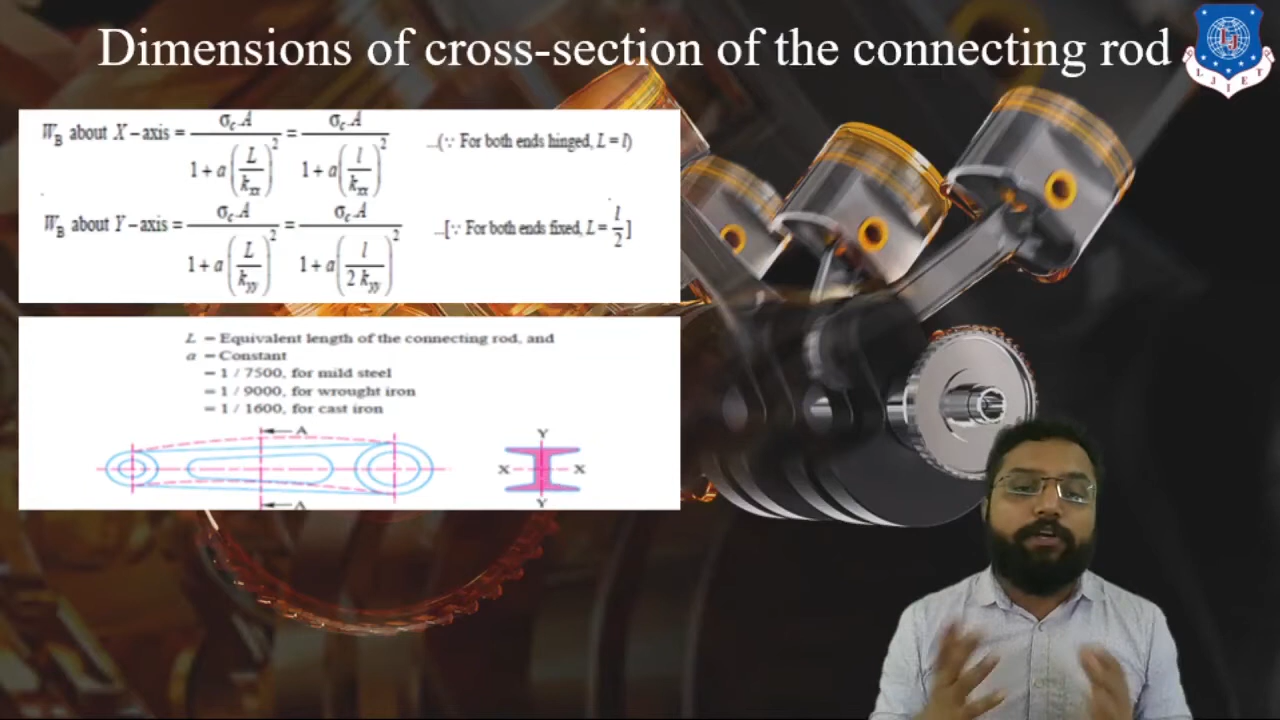 Dimensions of cross-section of the connecting rod
LJIET
W_B about X – axis = σ_c.A / (1 + a (L / k_xx)^2) = σ_c.A / (1 + a (l / k_xx)^2) ...(∵ For both ends hinged, L = l)
W_B about Y – axis = σ_c.A / (1 + a (L / k_yy)^2) = σ_c.A / (1 + a (l / 2 k_yy)^2) ...[∵ For both ends fixed, L = l / 2]
L = Equivalent length of the connecting rod, and
a = Constant
= 1 / 7500, for mild steel
= 1 / 9000, for wrought iron
= 1 / 1600, for cast iron
A
A
Y
X X
Y